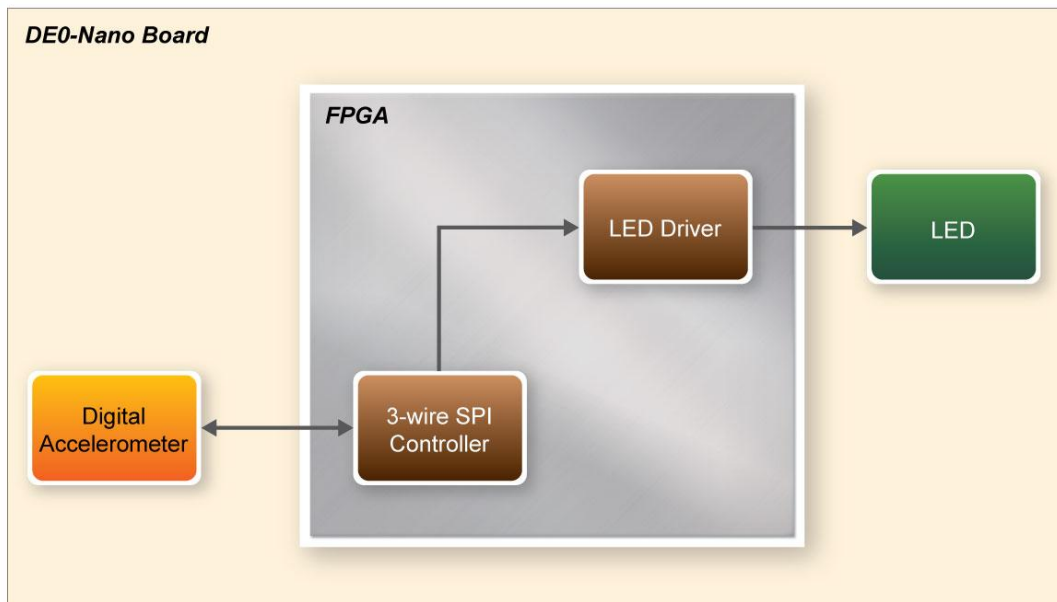 DE0-Nano Board
FPGA
LED Driver
LED
Digital
Accelerometer
3-wire SPI
Controller